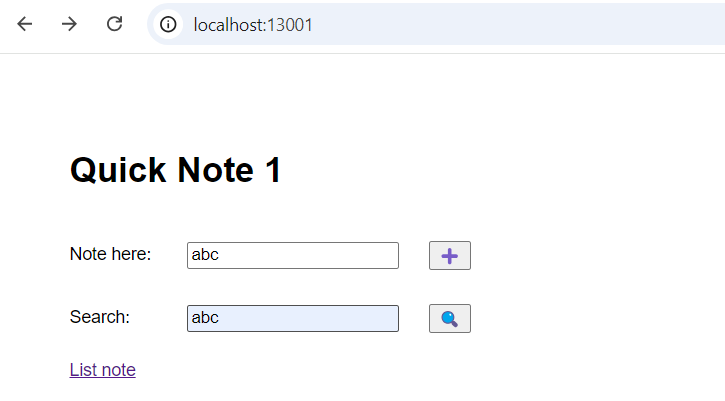 localhost:13001
Quick Note 1
Note here: abc
Search: abc
List note